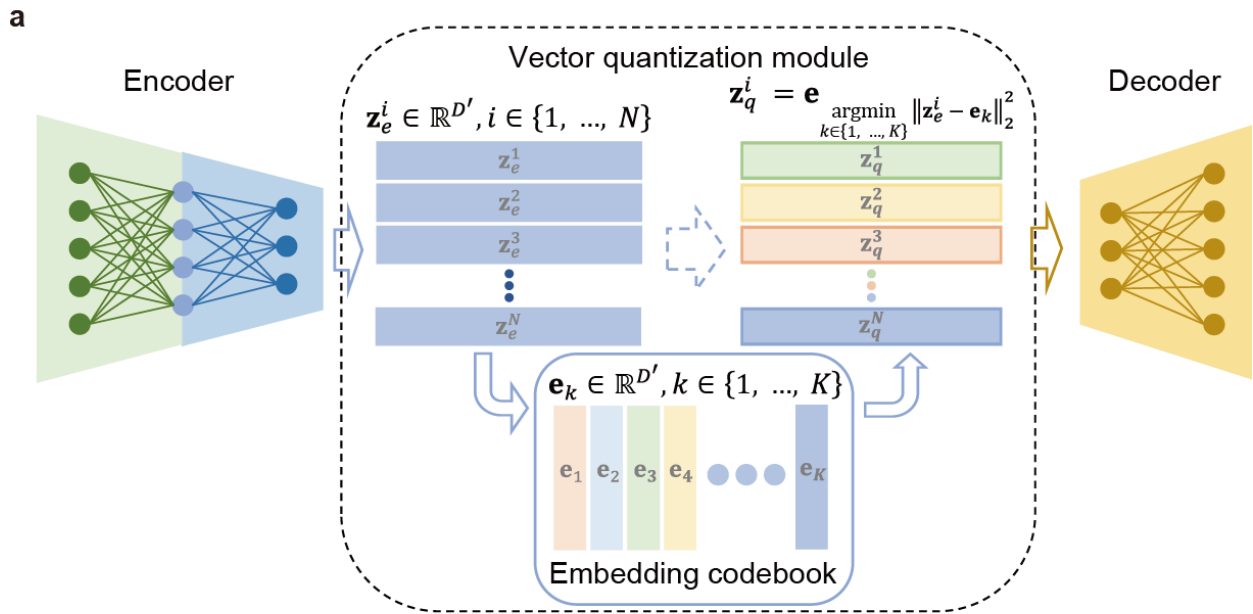 a
Encoder
Vector quantization module
Decoder
𝐳_e^i ∈ ℝ^{D′}, i ∈ {1, …, N}
𝐳_q^i = 𝐞_{argmin_{k∈{1, …, K}} ‖𝐳_e^i − 𝐞_k‖_2^2}
𝐳_e^1
𝐳_e^2
𝐳_e^3
𝐳_e^N
𝐳_q^1
𝐳_q^2
𝐳_q^3
𝐳_q^N
𝐞_k ∈ ℝ^{D′}, k ∈ {1, …, K}
𝐞_1 𝐞_2 𝐞_3 𝐞_4 𝐞_K
Embedding codebook